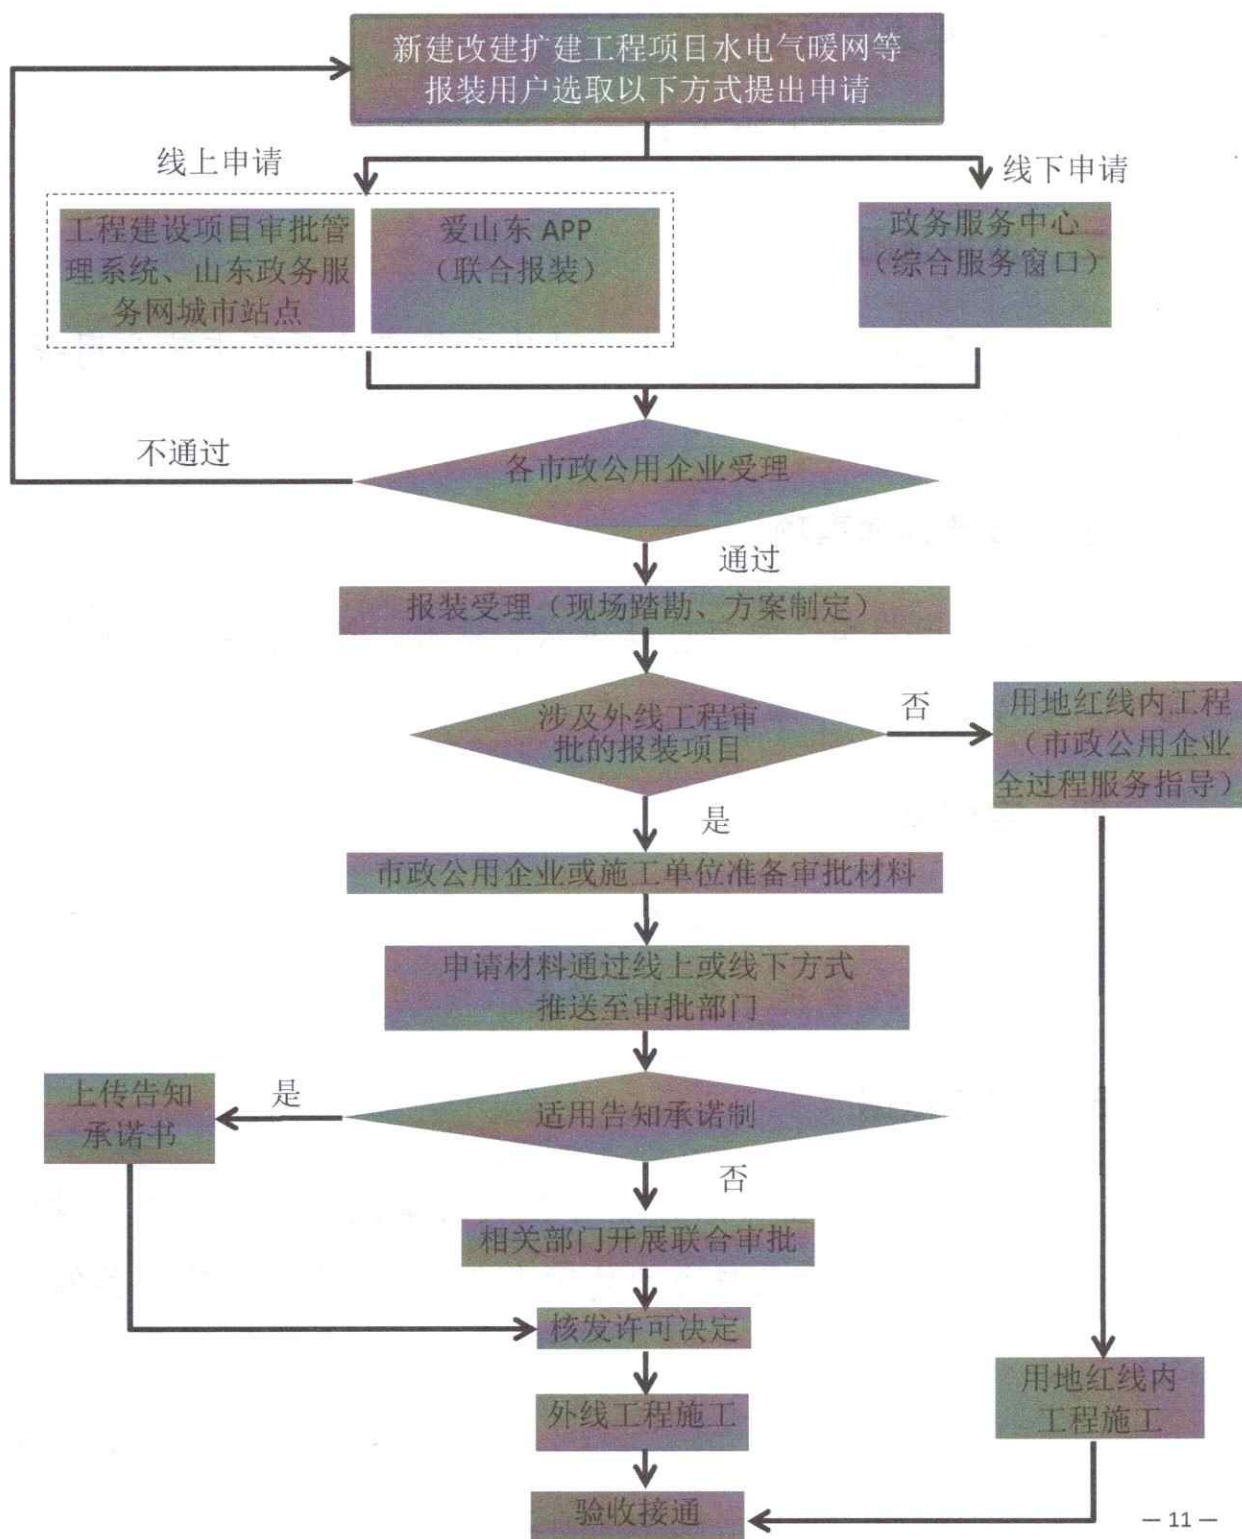 新建改建扩建工程项目水电气暖网等
报装用户选取以下方式提出申请
线上申请
线下申请
工程建设项目审批管
理系统、山东政务服
务网城市站点
爱山东 APP
（联合报装）
政务服务中心
（综合服务窗口）
不通过
各市政公用企业受理
通过
报装受理（现场踏勘、方案制定）
涉及外线工程审
批的报装项目
否
用地红线内工程
（市政公用企业
全过程服务指导）
是
市政公用企业或施工单位准备审批材料
申请材料通过线上或线下方式
推送至审批部门
上传告知
承诺书
是
适用告知承诺制
否
相关部门开展联合审批
核发许可决定
外线工程施工
用地红线内
工程施工
验收接通
— 11 —